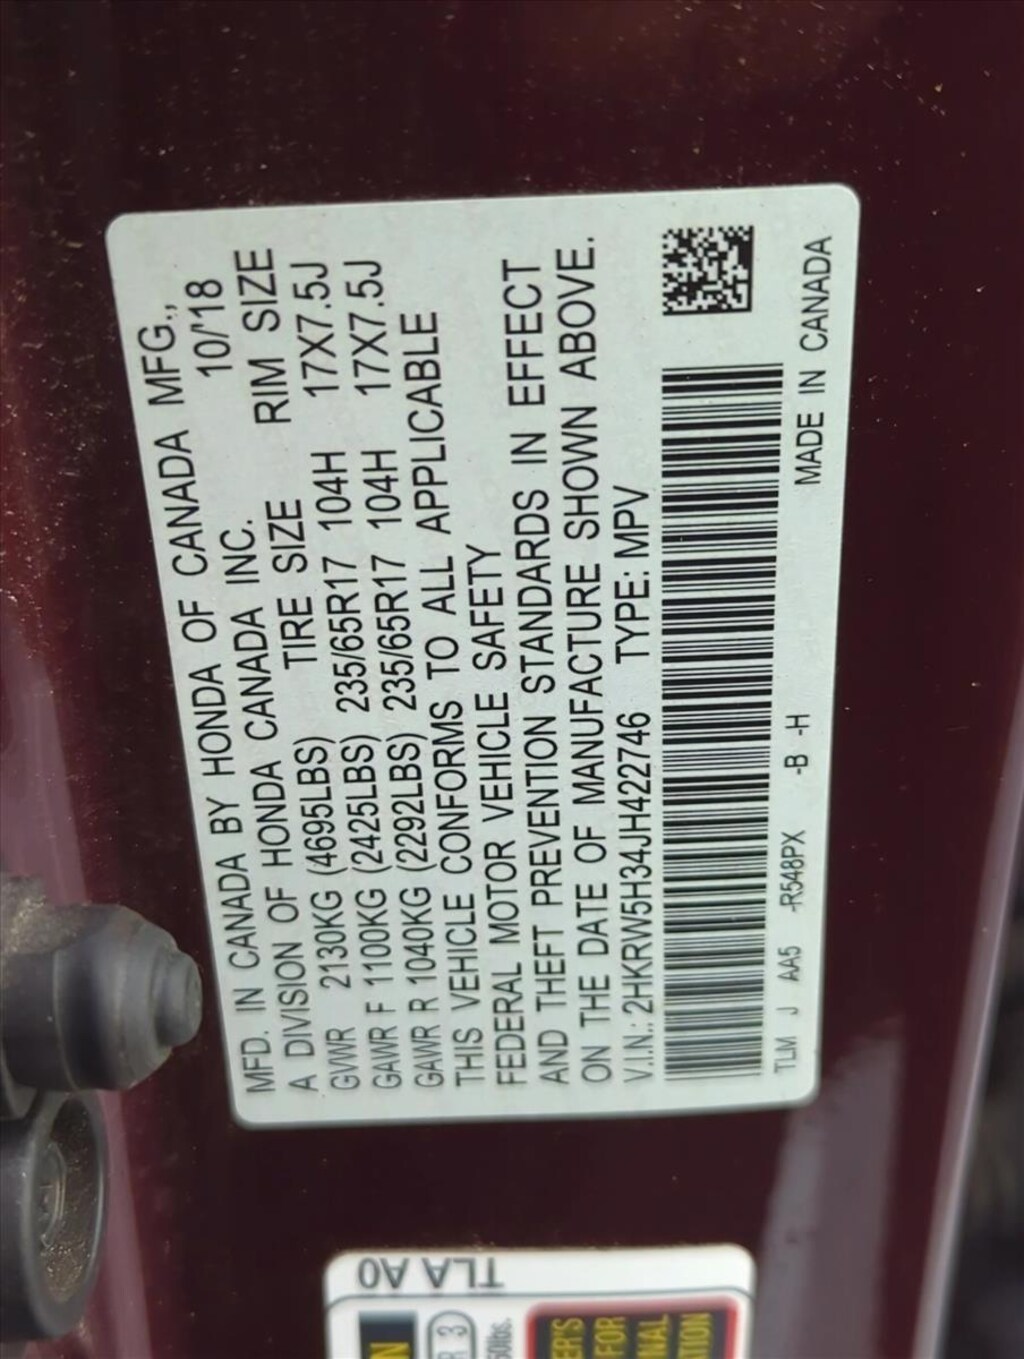 MFD. IN CANADA BY HONDA OF CANADA MFG.,
A DIVISION OF HONDA CANADA INC. 10/'18
TIRE SIZE RIM SIZE
GVWR 2130KG (4695LBS)
GAWR F 1100KG (2425LBS) 235/65R17 104H 17X7.5J
GAWR R 1040KG (2292LBS) 235/65R17 104H 17X7.5J
THIS VEHICLE CONFORMS TO ALL APPLICABLE
FEDERAL MOTOR VEHICLE SAFETY
AND THEFT PREVENTION STANDARDS IN EFFECT
ON THE DATE OF MANUFACTURE SHOWN ABOVE.
V.I.N.: 2HKRW5H34JH422746 TYPE: MPV
TLM J AA5 -R548PX -B -H MADE IN CANADA
TLA A0